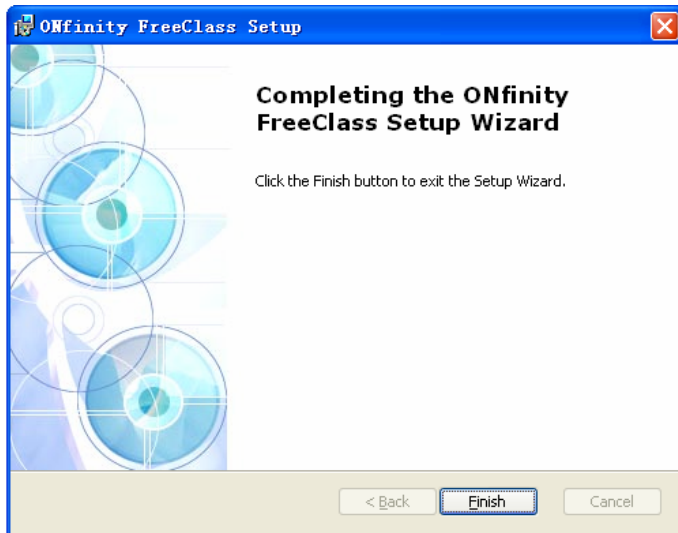 ONfinity FreeClass Setup
Completing the ONfinity
FreeClass Setup Wizard
Click the Finish button to exit the Setup Wizard.
< Back Finish Cancel